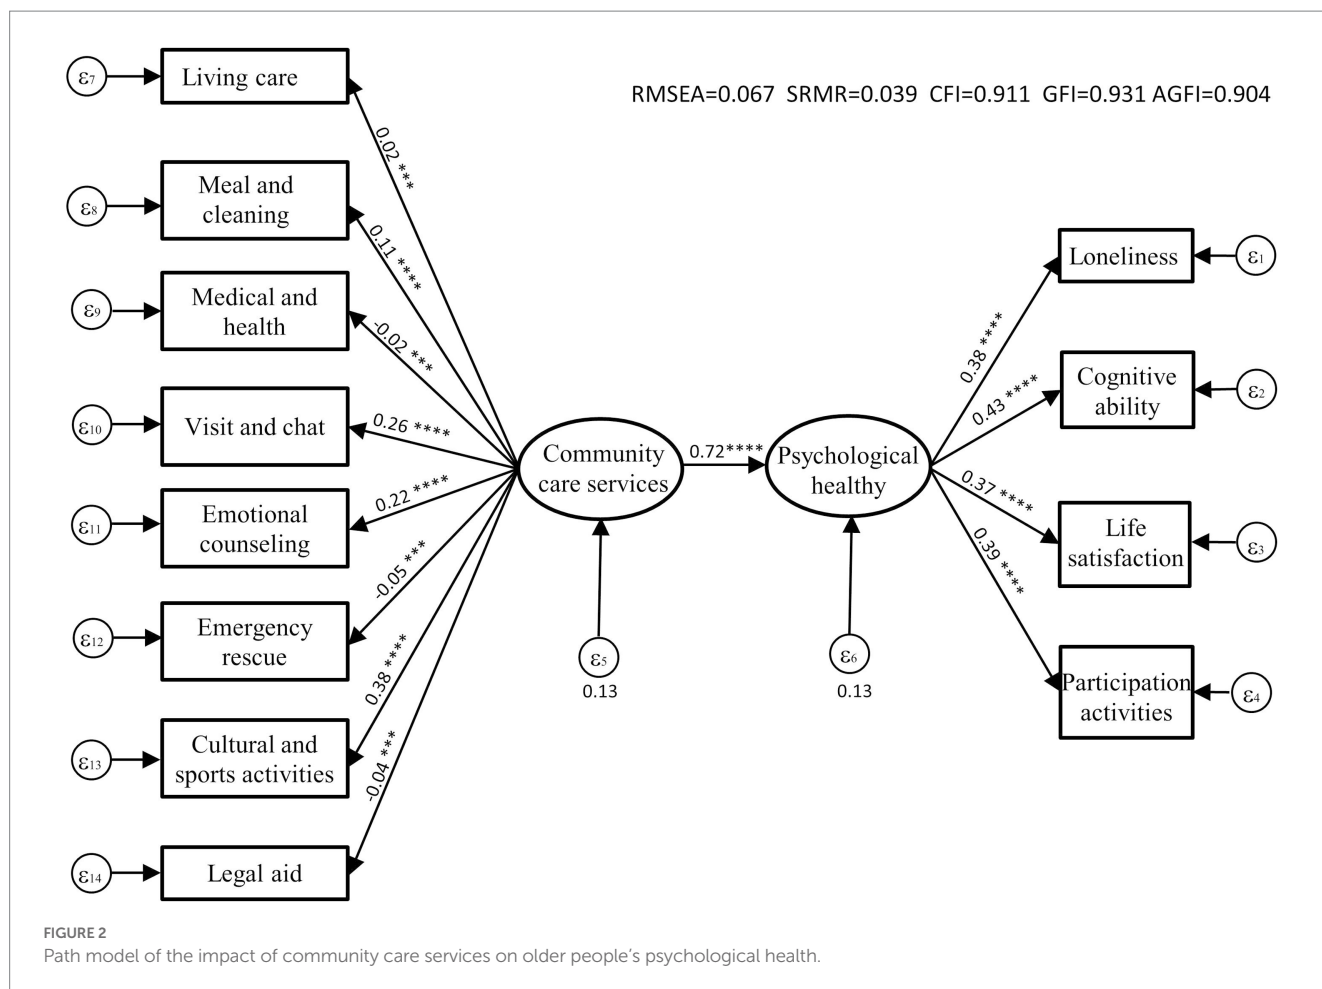 ε7
Living care
RMSEA=0.067 SRMR=0.039 CFI=0.911 GFI=0.931 AGFI=0.904
0.02 ***
ε8
Meal and
cleaning
0.11 ****
ε9
Medical and
health
-0.02 ***
ε10
Visit and chat
0.26 ****
ε11
Emotional
counseling
0.22 ****
ε12
Emergency
rescue
-0.05 ***
ε13
Cultural and
sports activities
0.38 ****
ε14
Legal aid
-0.04 ***
Community
care services
ε5
0.13
0.72****
Psychological
healthy
ε6
0.13
0.38 ****
Loneliness
ε1
0.43 ****
Cognitive
ability
ε2
0.37 ****
Life
satisfaction
ε3
0.39 ****
Participation
activities
ε4
FIGURE 2
Path model of the impact of community care services on older people's psychological health.